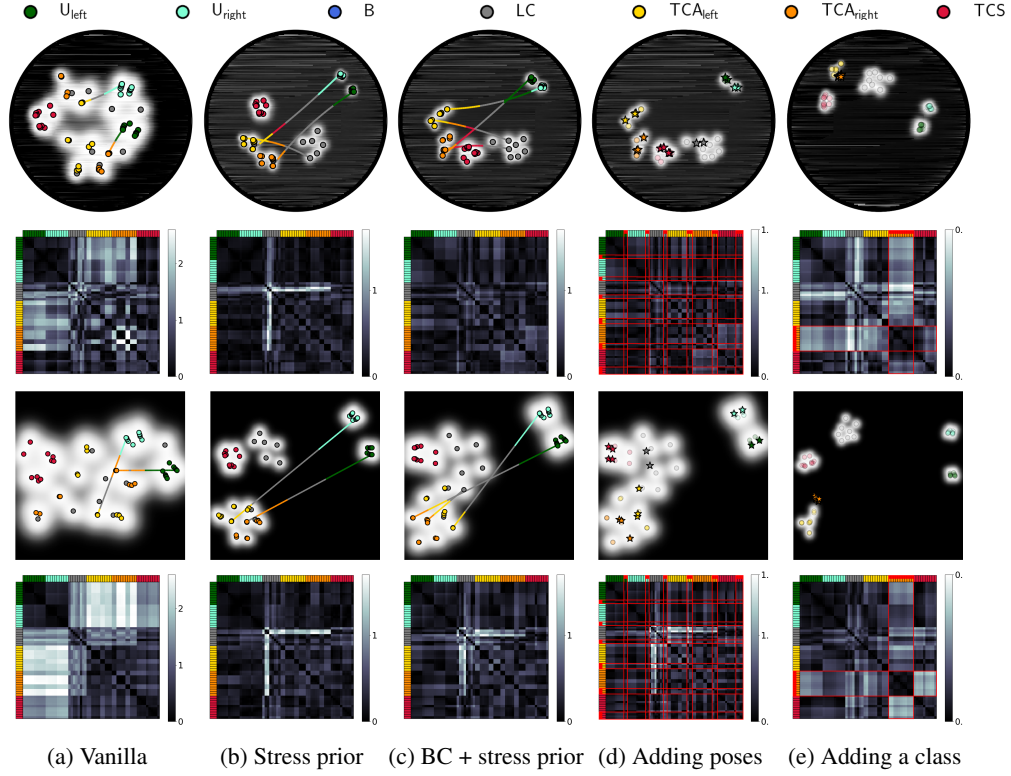 U_left U_right B LC TCA_left TCA_right TCS
2 1 0
1 0
1 0
1. 1. 0.
0. 0.
2 1 0
1 0
1 0
1. 1. 0.
0. 0.
(a) Vanilla (b) Stress prior (c) BC + stress prior (d) Adding poses (e) Adding a class